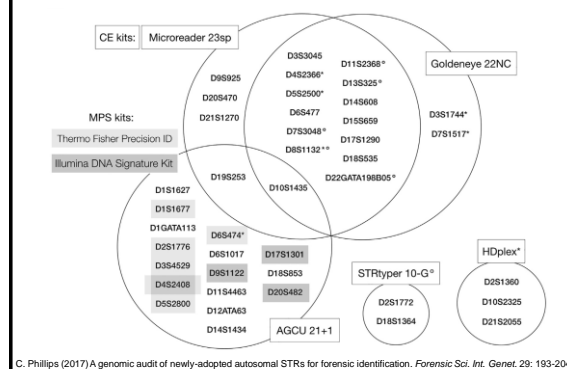 CE kits: Microreader 23sp
Goldeneye 22NC
D9S925
D20S470
D21S1270
D3S3045
D4S2366*
D5S2500*
D6S477
D7S3048°
D8S1132*°
D11S2368°
D13S325°
D14S608
D15S659
D17S1290
D18S535
D22GATA198B05°
D3S1744*
D7S1517*
MPS kits:
Thermo Fisher Precision ID
Illumina DNA Signature Kit
D19S253
D10S1435
D1S1627
D1S1677
D1GATA113
D2S1776
D3S4529
D4S2408
D5S2800
D6S474*
D6S1017
D9S1122
D11S4463
D12ATA63
D14S1434
D17S1301
D18S853
D20S482
AGCU 21+1
STRtyper 10-G°
D2S1772
D18S1364
HDplex*
D2S1360
D10S2325
D21S2055
C. Phillips (2017) A genomic audit of newly-adopted autosomal STRs for forensic identification. Forensic Sci. Int. Genet. 29: 193-204